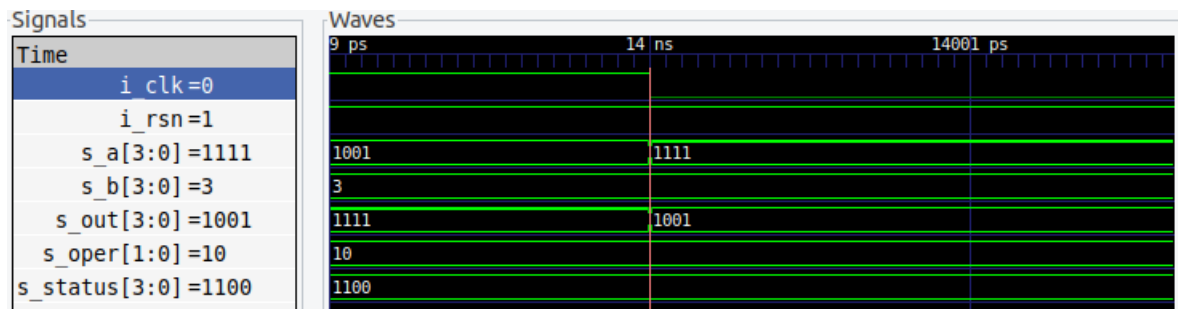 Signals
Waves
Time
9 ps
14 ns
14001 ps
i_clk=0
i_rsn=1
s_a[3:0]=1111
1001
1111
s_b[3:0]=3
3
s_out[3:0]=1001
1111
1001
s_oper[1:0]=10
10
s_status[3:0]=1100
1100